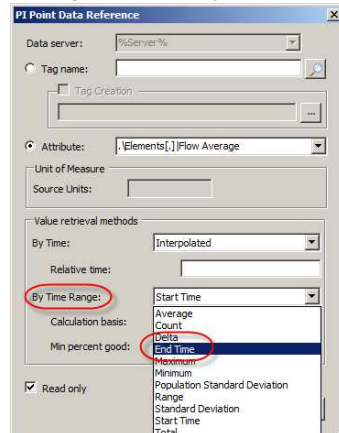 PI Point Data Reference
Data server: %Server%
Tag name:
Tag Creation
...
Attribute: .\Elements[.]|Flow Average
Unit of Measure
Source Units:
Value retrieval methods
By Time: Interpolated
Relative time:
By Time Range: Start Time
Average
Calculation basis: Count
Delta
Min percent good: End Time
Maximum
Minimum
Read only Population Standard Deviation
Range
Standard Deviation
Start Time
Total